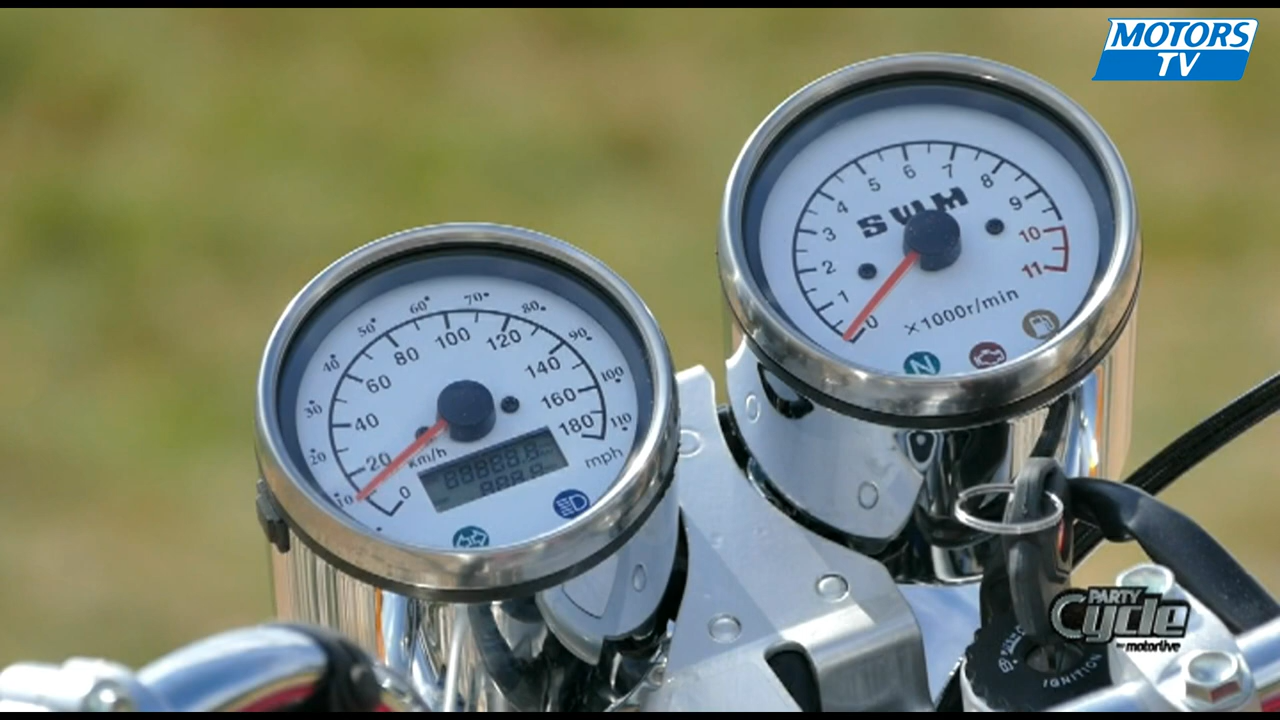 MOTORS
TV
SWM
0 1 2 3 4 5 6 7 8 9 10 11
×1000r/min
N
10 20 30 40 50 60 70 80 90 100 110
0 20 40 60 80 100 120 140 160 180
Km/h
mph
PARTY
Cycle
motorlive
IGNITION